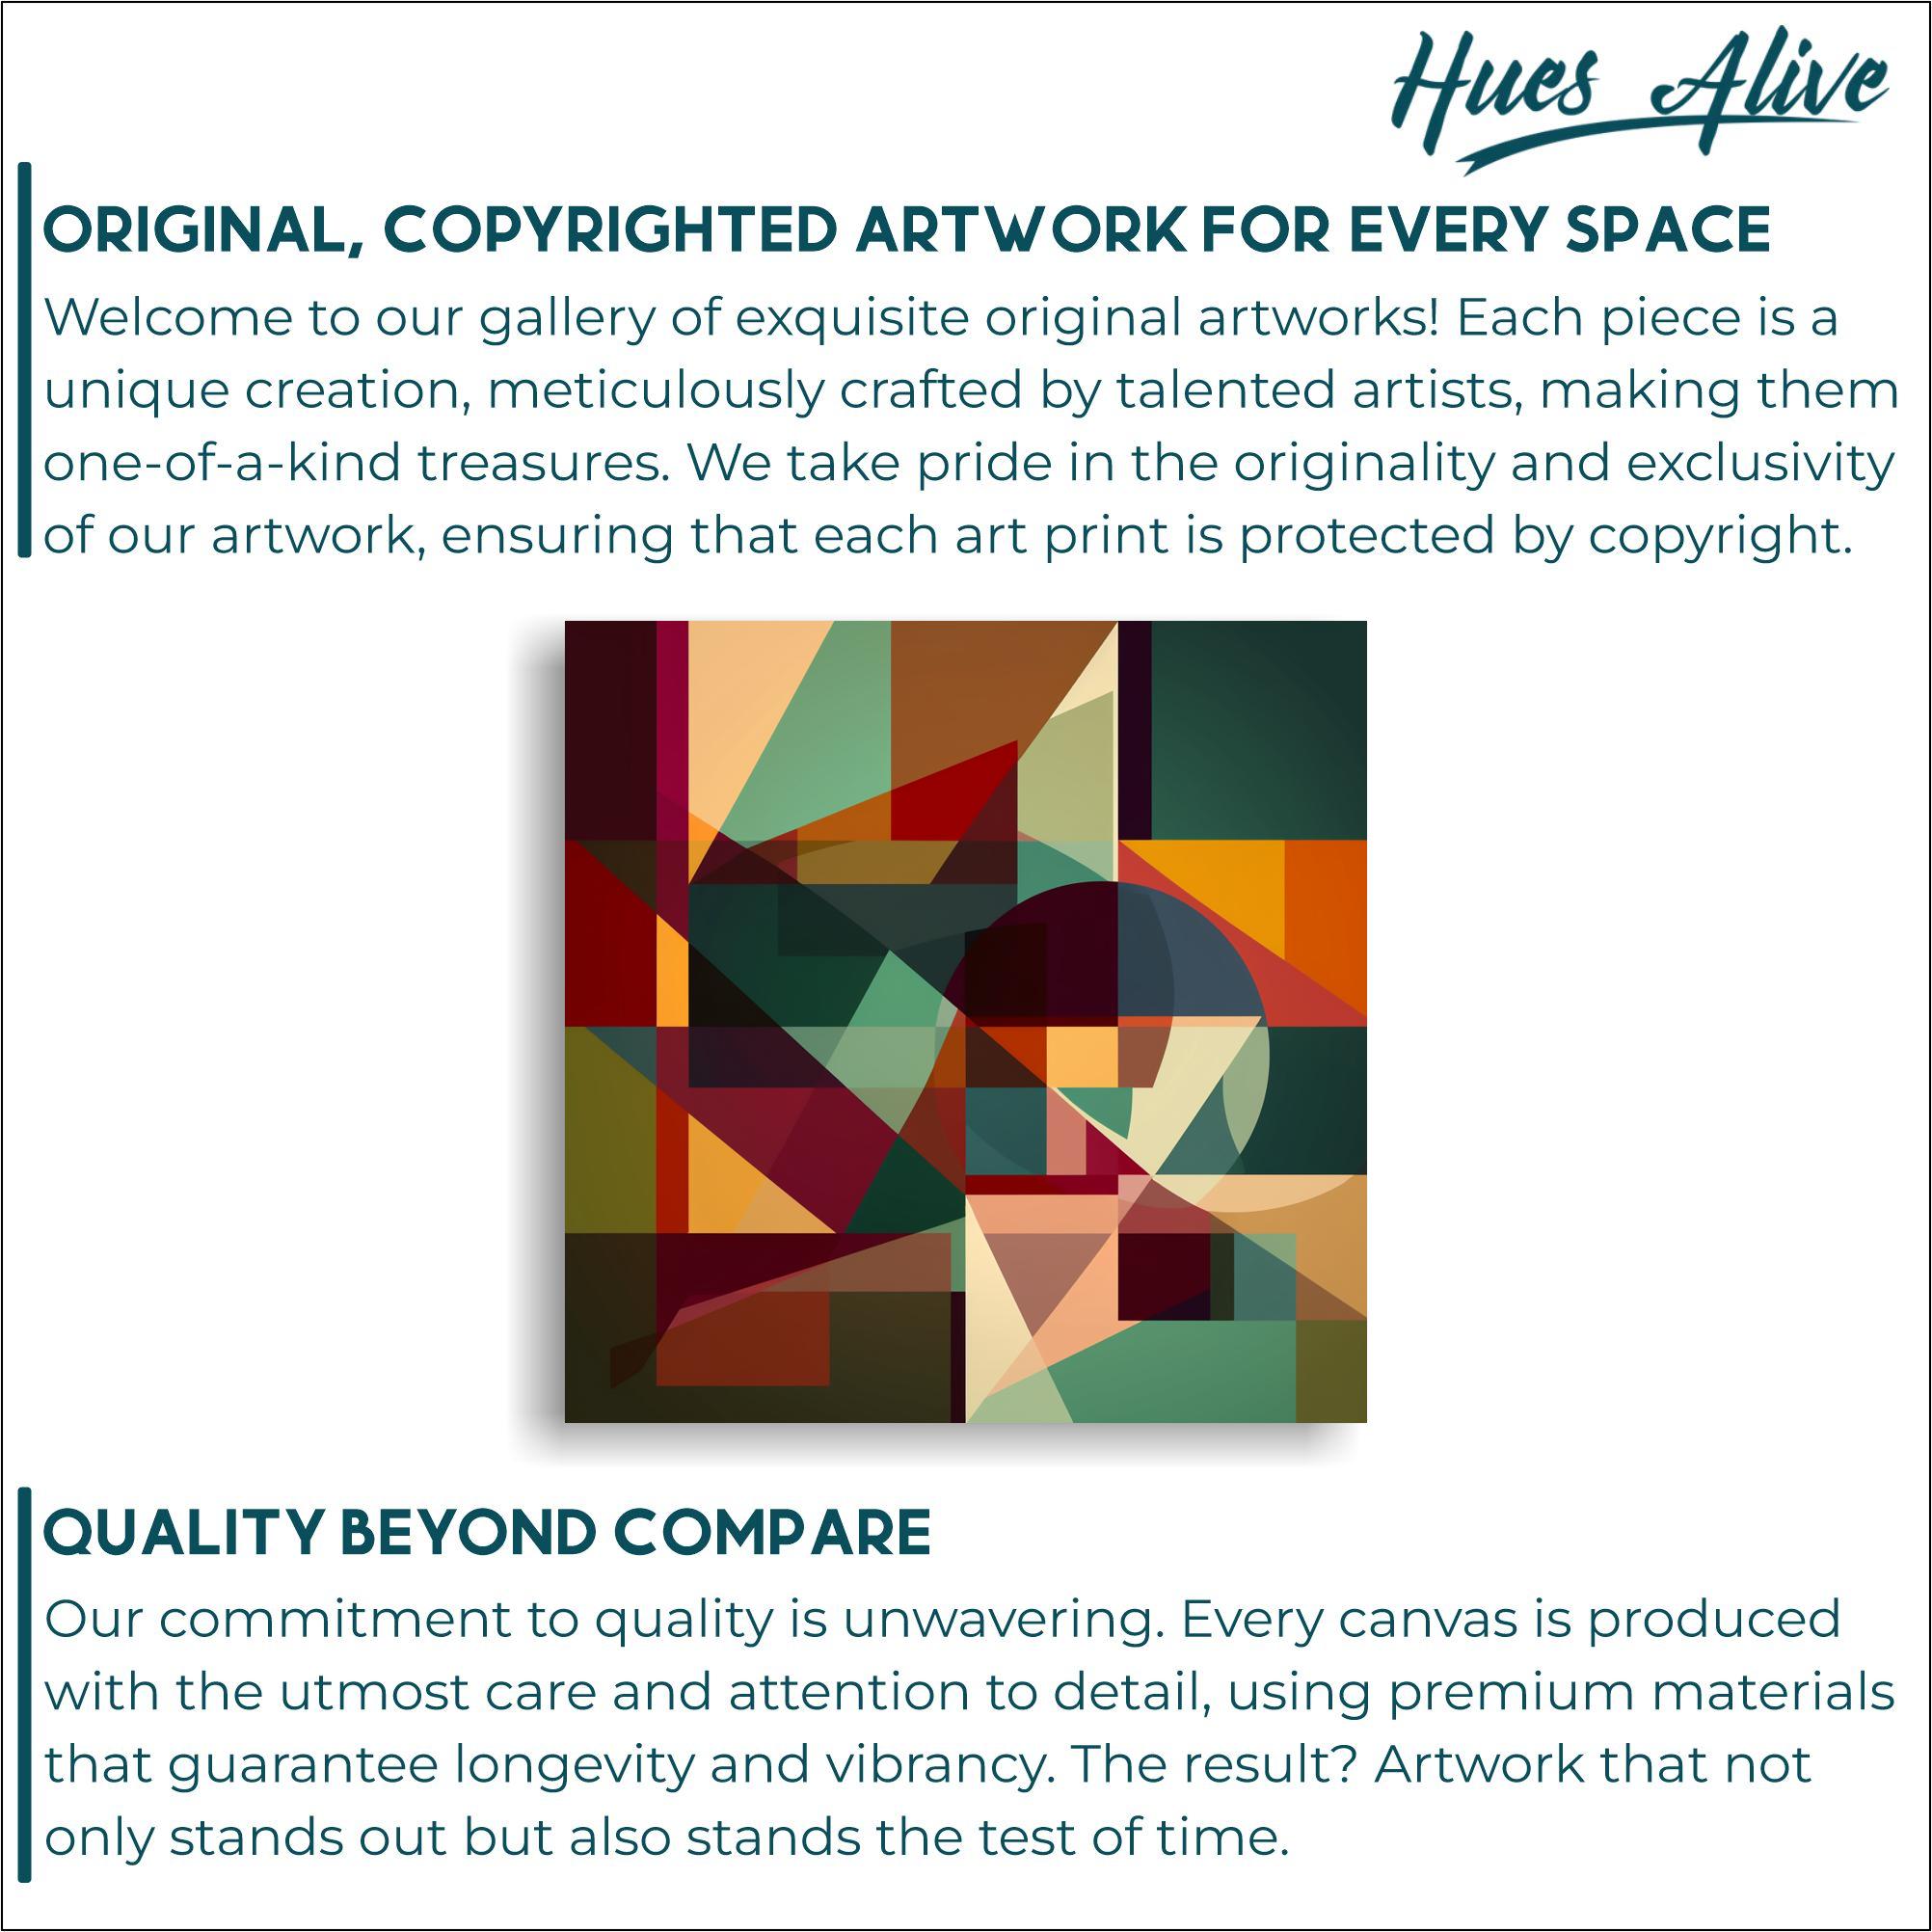 Hues Alive
ORIGINAL, COPYRIGHTED ARTWORK FOR EVERY SPACE
Welcome to our gallery of exquisite original artworks! Each piece is a
unique creation, meticulously crafted by talented artists, making them
one-of-a-kind treasures. We take pride in the originality and exclusivity
of our artwork, ensuring that each art print is protected by copyright.
QUALITY BEYOND COMPARE
Our commitment to quality is unwavering. Every canvas is produced
with the utmost care and attention to detail, using premium materials
that guarantee longevity and vibrancy. The result? Artwork that not
only stands out but also stands the test of time.